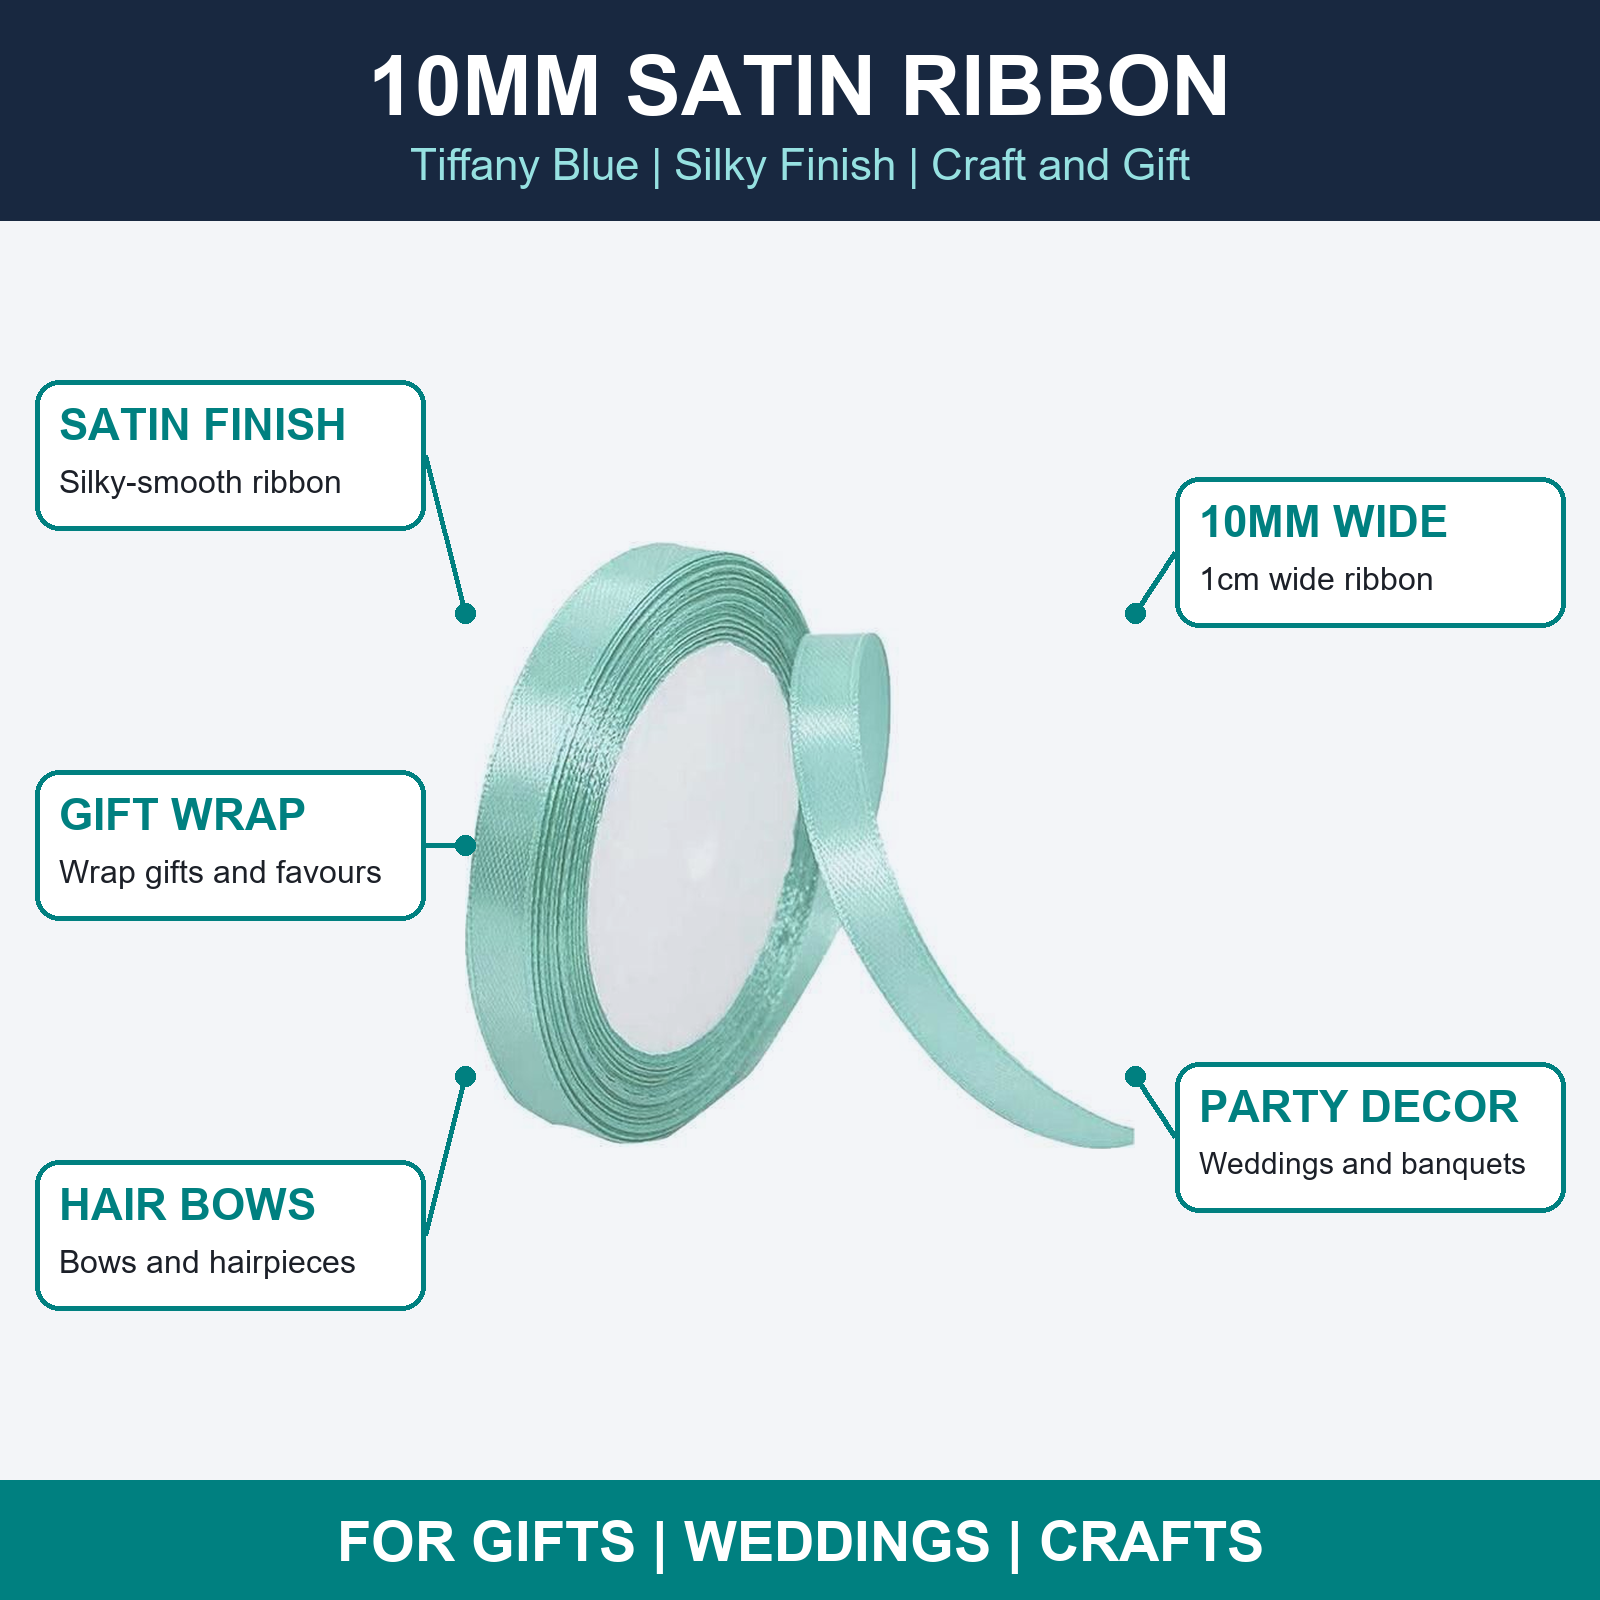 10MM SATIN RIBBON
Tiffany Blue | Silky Finish | Craft and Gift
SATIN FINISH
Silky-smooth ribbon
10MM WIDE
1cm wide ribbon
GIFT WRAP
Wrap gifts and favours
PARTY DECOR
Weddings and banquets
HAIR BOWS
Bows and hairpieces
FOR GIFTS | WEDDINGS | CRAFTS